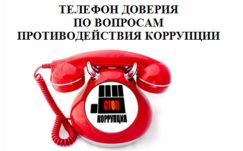 ТЕЛЕФОН ДОВЕРИЯ
ПО ВОПРОСАМ
ПРОТИВОДЕЙСТВИЯ КОРРУПЦИИ
СТОП
КОРРУПЦИЯ